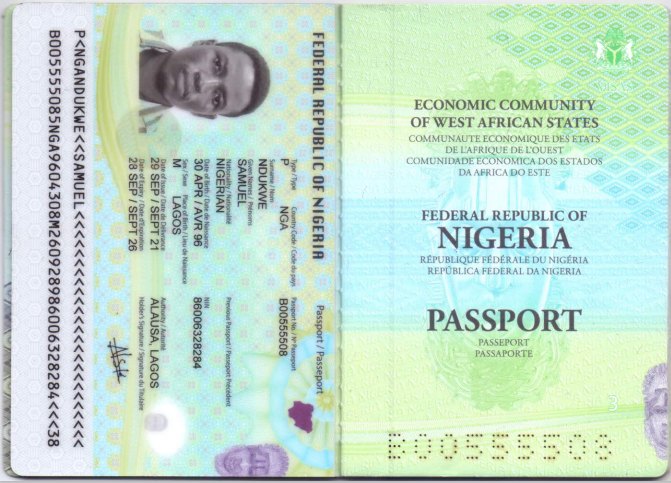 FEDERAL REPUBLIC OF NIGERIA
Passport / Passeport
Type / Type
Country Code / Code du pays
Passport No. / N° Passeport
P
NGA
B00555508
Surname / Nom
NDUKWE
Given Names / Prénoms
SAMUEL
Nationality / Nationalité
Previous Passport / Passeport Précédent
NIGERIAN
Date of Birth / Date de Naissance
NIN
30 APR / AVR 96
86006328284
Sex / Sexe
Place of Birth / Lieu de Naissance
M
LAGOS
Date of Issue / Date de Délivrance
Authority / Autorité
29 SEP / SEPT 21
ALAUSA, LAGOS
Date of Expiry / Date d'Expiration
Holder's Signature / Signature du Titulaire
28 SEP / SEPT 26
P<NGANDUKWE<<SAMUEL<<<<<<<<<<<<<<<<<<<<<<<<<
B005555085NGA9604308M260928986006328284<<<38
ECONOMIC COMMUNITY
OF WEST AFRICAN STATES
COMMUNAUTE ECONOMIQUE DES ETATS
DE L'AFRIQUE DE L'OUEST
COMUNIDADE ECONOMICA DOS ESTADOS
DA AFRICA DO ESTE
FEDERAL REPUBLIC OF
NIGERIA
RÉPUBLIQUE FÉDÉRALE DU NIGÉRIA
REPÚBLICA FEDERAL DA NIGERIA
PASSPORT
PASSEPORT
PASSAPORTE
3
B00555508